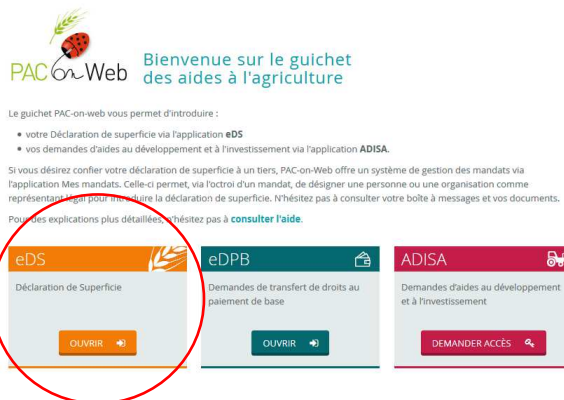 PAC on Web
Bienvenue sur le guichet
des aides à l'agriculture
Le guichet PAC-on-web vous permet d'introduire :
• votre Déclaration de superficie via l'application eDS
• vos demandes d'aides au développement et à l'investissement via l'application ADISA.
Si vous désirez confier votre déclaration de superficie à un tiers, PAC-on-Web offre un système de gestion des mandats via
l'application Mes mandats. Celle-ci permet, via l'octroi d'un mandat, de désigner une personne ou une organisation comme
représentant légal pour introduire la déclaration de superficie. N'hésitez pas à consulter votre boîte à messages et vos documents.
Pour des explications plus détaillées, n'hésitez pas à consulter l'aide.
eDS
Déclaration de Superficie
OUVRIR
eDPB
Demandes de transfert de droits au
paiement de base
OUVRIR
ADISA
Demandes d'aides au développement
et à l'investissement
DEMANDER ACCÈS